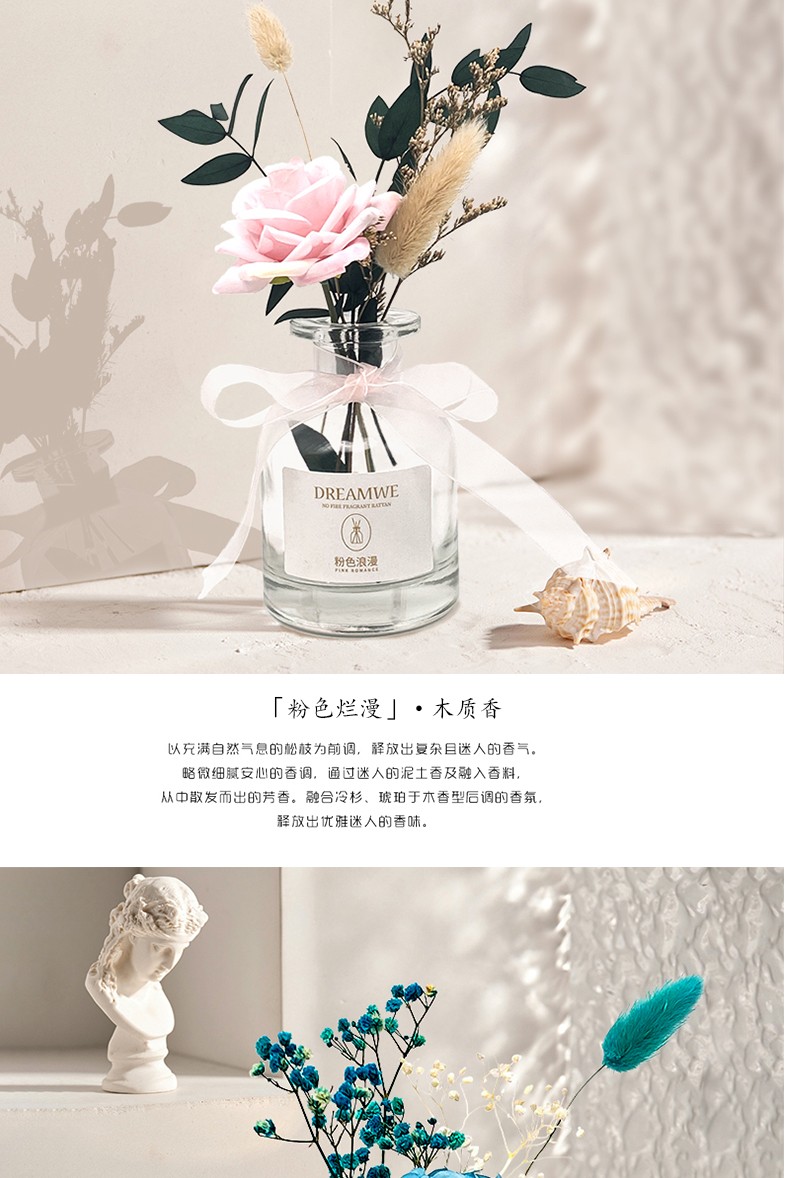 DREAMWE
NO FIRE FRAGRANT RATTAN
粉色浪漫
PINK ROMANCE
「粉色烂漫」·木质香
以充满自然气息的松枝为前调，释放出复杂且迷人的香气。
略微细腻安心的香调，通过迷人的泥土香及融入香料，
从中散发而出的芳香。融合冷杉、琥珀于木香型后调的香氛，
释放出优雅迷人的香味。